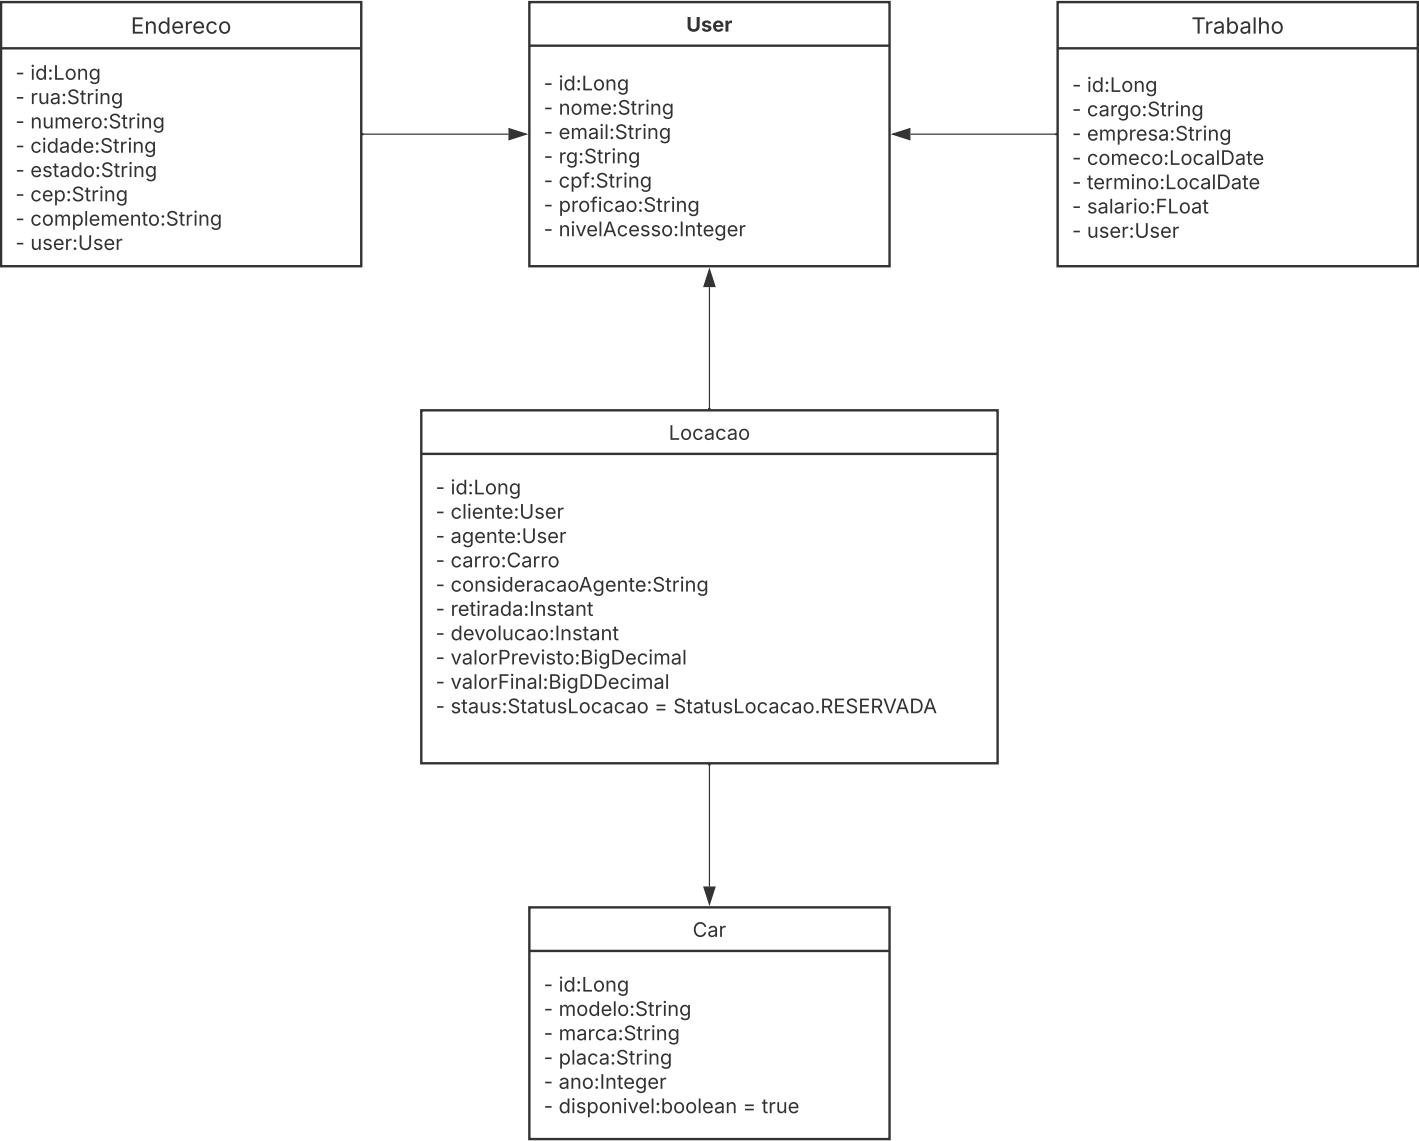 Endereco
- id:Long
- rua:String
- numero:String
- cidade:String
- estado:String
- cep:String
- complemento:String
- user:User
User
- id:Long
- nome:String
- email:String
- rg:String
- cpf:String
- proficao:String
- nivelAcesso:Integer
Trabalho
- id:Long
- cargo:String
- empresa:String
- comeco:LocalDate
- termino:LocalDate
- salario:FLoat
- user:User
Locacao
- id:Long
- cliente:User
- agente:User
- carro:Carro
- consideracaoAgente:String
- retirada:Instant
- devolucao:Instant
- valorPrevisto:BigDecimal
- valorFinal:BigDDecimal
- staus:StatusLocacao = StatusLocacao.RESERVADA
Car
- id:Long
- modelo:String
- marca:String
- placa:String
- ano:Integer
- disponivel:boolean = true